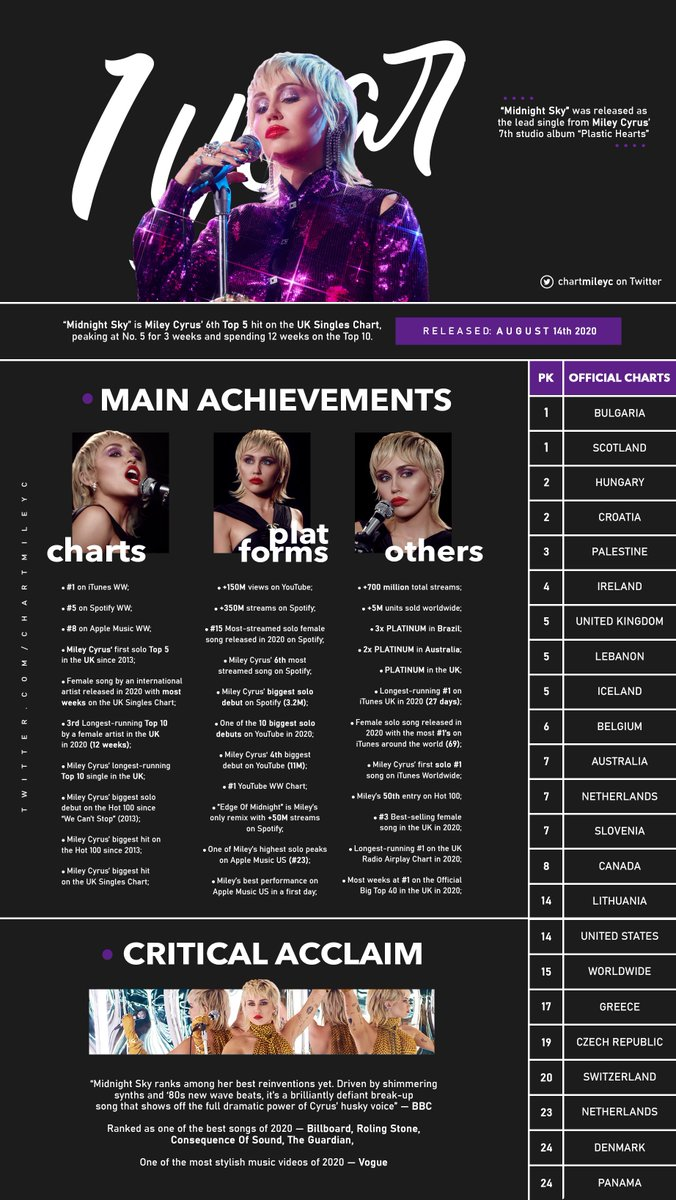 1 year
“Midnight Sky” was released as
the lead single from Miley Cyrus’
7th studio album “Plastic Hearts”
chartmileyc on Twitter
“Midnight Sky” is Miley Cyrus’ 6th Top 5 hit on the UK Singles Chart,
peaking at No. 5 for 3 weeks and spending 12 weeks on the Top 10.
RELEASED: AUGUST 14th 2020
TWITTER.COM/CHARTMILEYC
• MAIN ACHIEVEMENTS
charts
• #1 on iTunes WW;
• #5 on Spotify WW;
• #8 on Apple Music WW;
• Miley Cyrus’ first solo Top 5
in the UK since 2013;
• Female song by an international
artist released in 2020 with most
weeks on the UK Singles Chart;
• 3rd Longest-running Top 10
by a female artist in the UK
in 2020 (12 weeks);
• Miley Cyrus’ longest-running
Top 10 single in the UK;
• Miley Cyrus’ biggest solo
debut on the Hot 100 since
“We Can’t Stop” (2013);
• Miley Cyrus’ biggest hit on
the Hot 100 since 2013;
• Miley Cyrus’ biggest hit
on the UK Singles Chart;
plat
forms
• +150M views on YouTube;
• +350M streams on Spotify;
• #15 Most-streamed solo female
song released in 2020 on Spotify;
• Miley Cyrus’ 6th most
streamed song on Spotify;
• Miley Cyrus’ biggest solo
debut on Spotify (3.2M);
• One of the 10 biggest solo
debuts on YouTube in 2020;
• Miley Cyrus’ 4th biggest
debut on YouTube (11M);
• #1 YouTube WW Chart;
• “Edge Of Midnight” is Miley’s
only remix with +50M streams
on Spotify;
• One of Miley’s highest solo peaks
on Apple Music US (#23);
• Miley’s best performance on
Apple Music US in a first day;
others
• +700 million total streams;
• +5M units sold worldwide;
• 3x PLATINUM in Brazil;
• 2x PLATINUM in Australia;
• PLATINUM in the UK;
• Longest-running #1 on
iTunes UK in 2020 (27 days);
• Female solo song released in
2020 with the most #1’s on
iTunes around the world (69);
• Miley Cyrus’ first solo #1
song on iTunes Worldwide;
• Miley’s 50th entry on Hot 100;
• #3 Best-selling female
song in the UK in 2020;
• Longest-running #1 on the UK
Radio Airplay Chart in 2020;
• Most weeks at #1 on the Official
Big Top 40 in the UK in 2020;
• CRITICAL ACCLAIM
“Midnight Sky ranks among her best reinventions yet. Driven by shimmering
synths and ‘80s new wave beats, it’s a brilliantly defiant break-up
song that shows off the full dramatic power of Cyrus’ husky voice” — BBC
Ranked as one of the best songs of 2020 — Billboard, Roling Stone,
Consequence Of Sound, The Guardian,
One of the most stylish music videos of 2020 — Vogue
PK OFFICIAL CHARTS
1 BULGARIA
1 SCOTLAND
2 HUNGARY
2 CROATIA
3 PALESTINE
4 IRELAND
5 UNITED KINGDOM
5 LEBANON
5 ICELAND
6 BELGIUM
7 AUSTRALIA
7 NETHERLANDS
7 SLOVENIA
8 CANADA
14 LITHUANIA
14 UNITED STATES
15 WORLDWIDE
17 GREECE
19 CZECH REPUBLIC
20 SWITZERLAND
23 NETHERLANDS
24 DENMARK
24 PANAMA